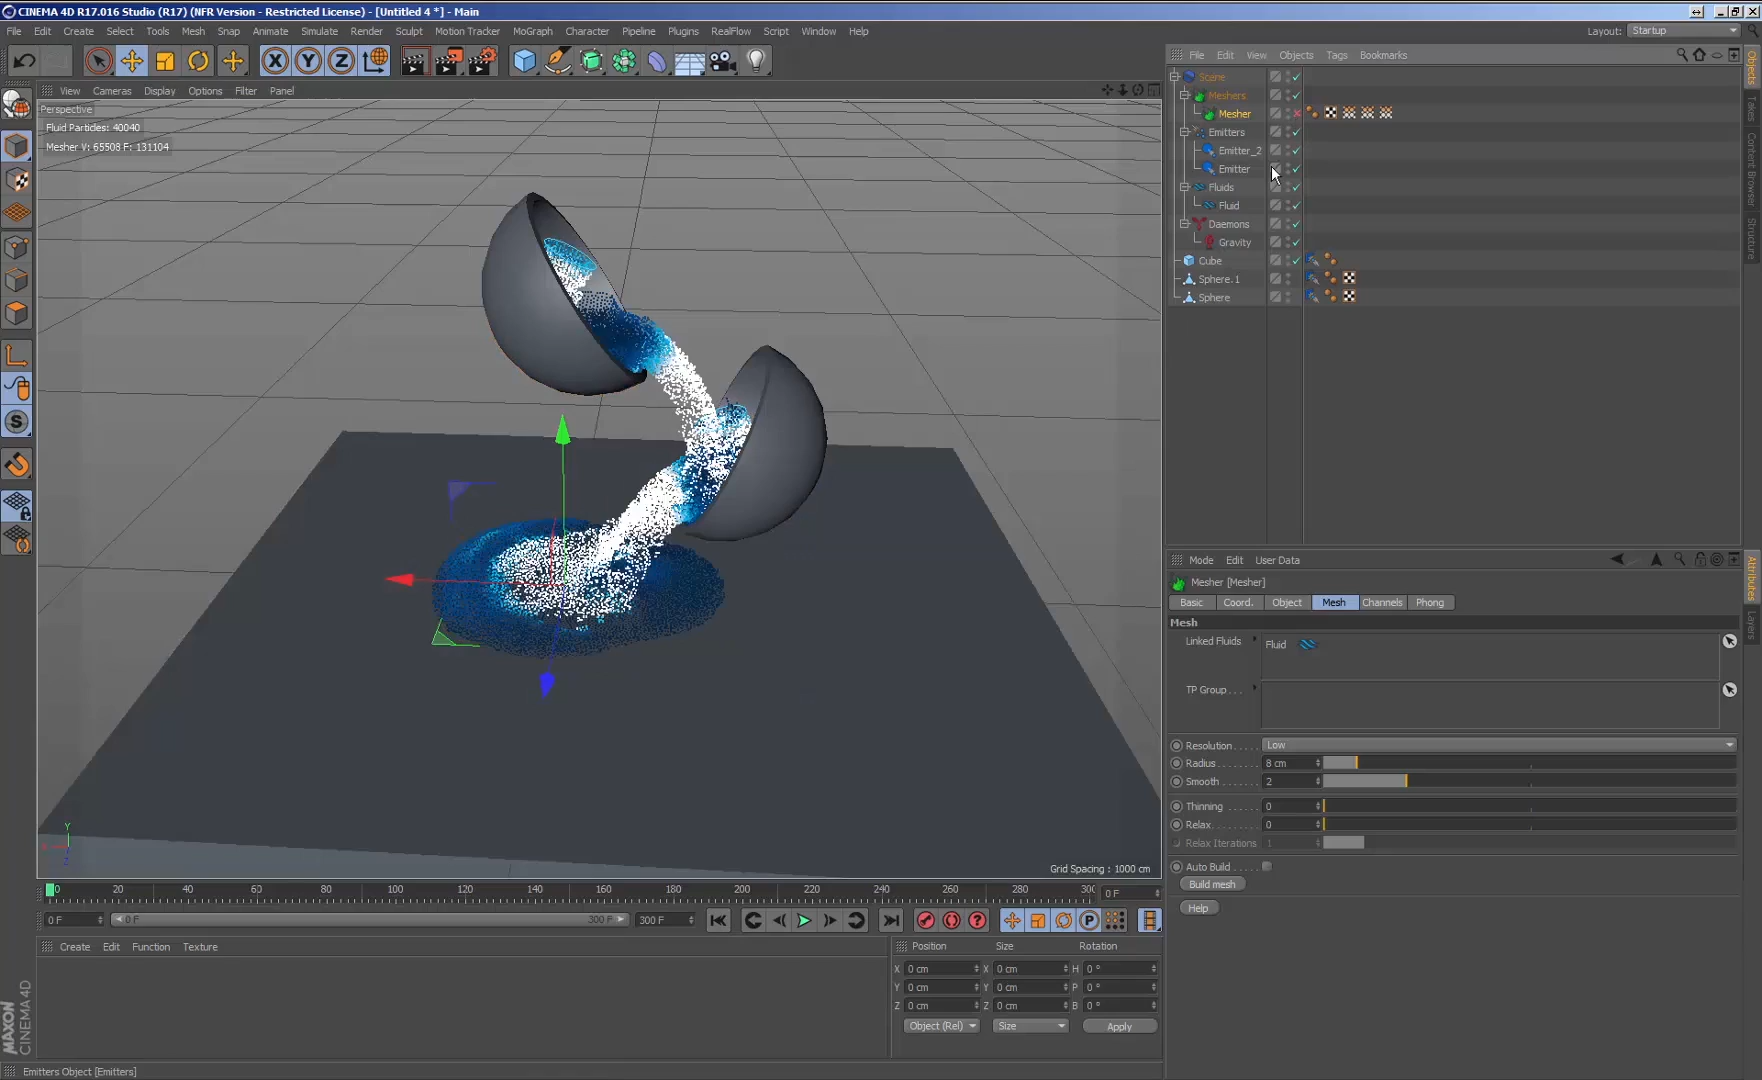 CINEMA 4D R17.016 Studio (R17) (NFR Version - Restricted License) - [Untitled 4 *] - Main
File Edit Create Select Tools Mesh Snap Animate Simulate Render Sculpt Motion Tracker MoGraph Character Pipeline Plugins RealFlow Script Window Help
Layout: Startup
File Edit View Objects Tags Bookmarks
Scene
Meshers
Mesher
Emitters
Emitter_2
Emitter
Fluids
Fluid
Daemons
Gravity
Cube
Sphere.1
Sphere
Objects
Takes
Content Browser
Structure
View Cameras Display Options Filter Panel
Perspective
Fluid Particles: 40040
Mesher V: 65508 F: 131104
Y
Z
Grid Spacing : 1000 cm
Mode Edit User Data
Mesher [Mesher]
Basic Coord. Object Mesh Channels Phong
Mesh
Linked Fluids Fluid
TP Group . . .
Resolution . . . . Low
Radius . . . . . . . 8 cm
Smooth . . . . . . 2
Thinning . . . . . 0
Relax. . . . . . . . 0
Relax Iterations 1
Auto Build . . . .
Build mesh
Help
Attributes
Layers
0 20 40 60 80 100 120 140 160 180 200 220 240 260 280 300 0 F
0 F 0 F 300 F 300 F
Create Edit Function Texture
Position Size Rotation
X 0 cm X 0 cm H 0 °
Y 0 cm Y 0 cm P 0 °
Z 0 cm Z 0 cm B 0 °
Object (Rel) Size Apply
MAXON
CINEMA 4D
Emitters Object [Emitters]